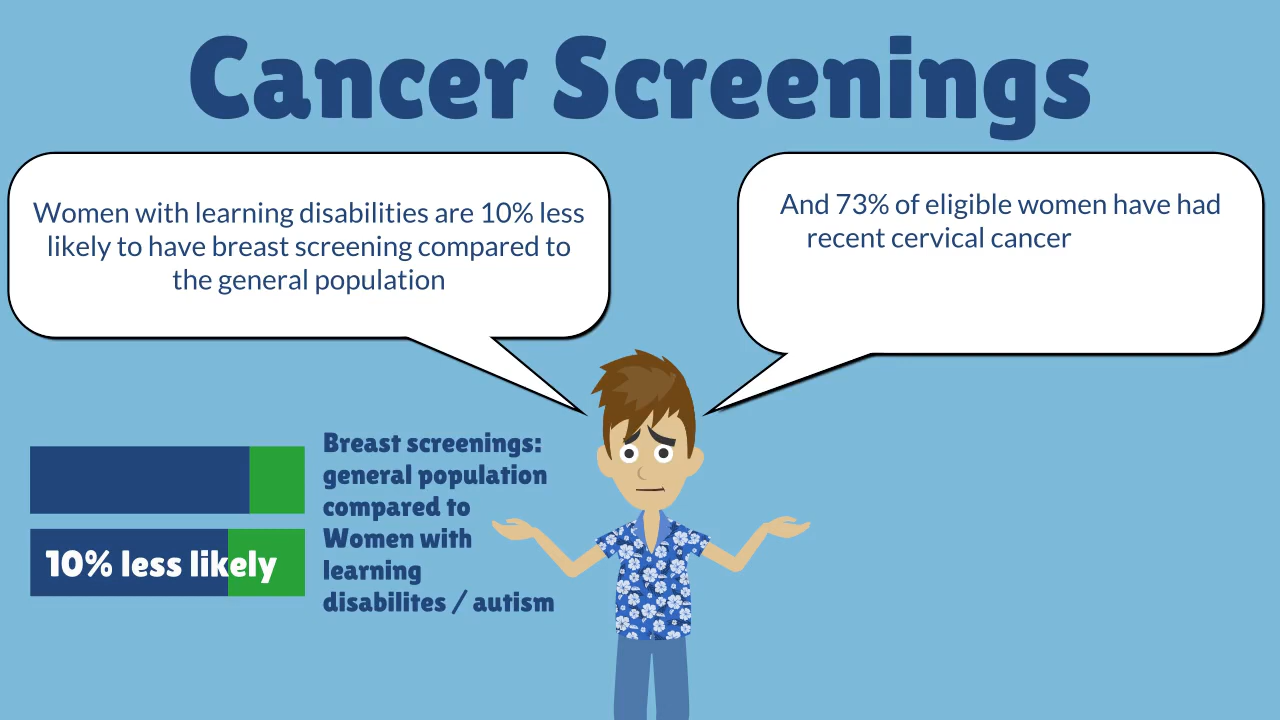 Cancer Screenings
Women with learning disabilities are 10% less
likely to have breast screening compared to
the general population
And 73% of eligible women have had
recent cervical cancer
Breast screenings:
general population
compared to
Women with
learning
disabilites / autism
10% less likely